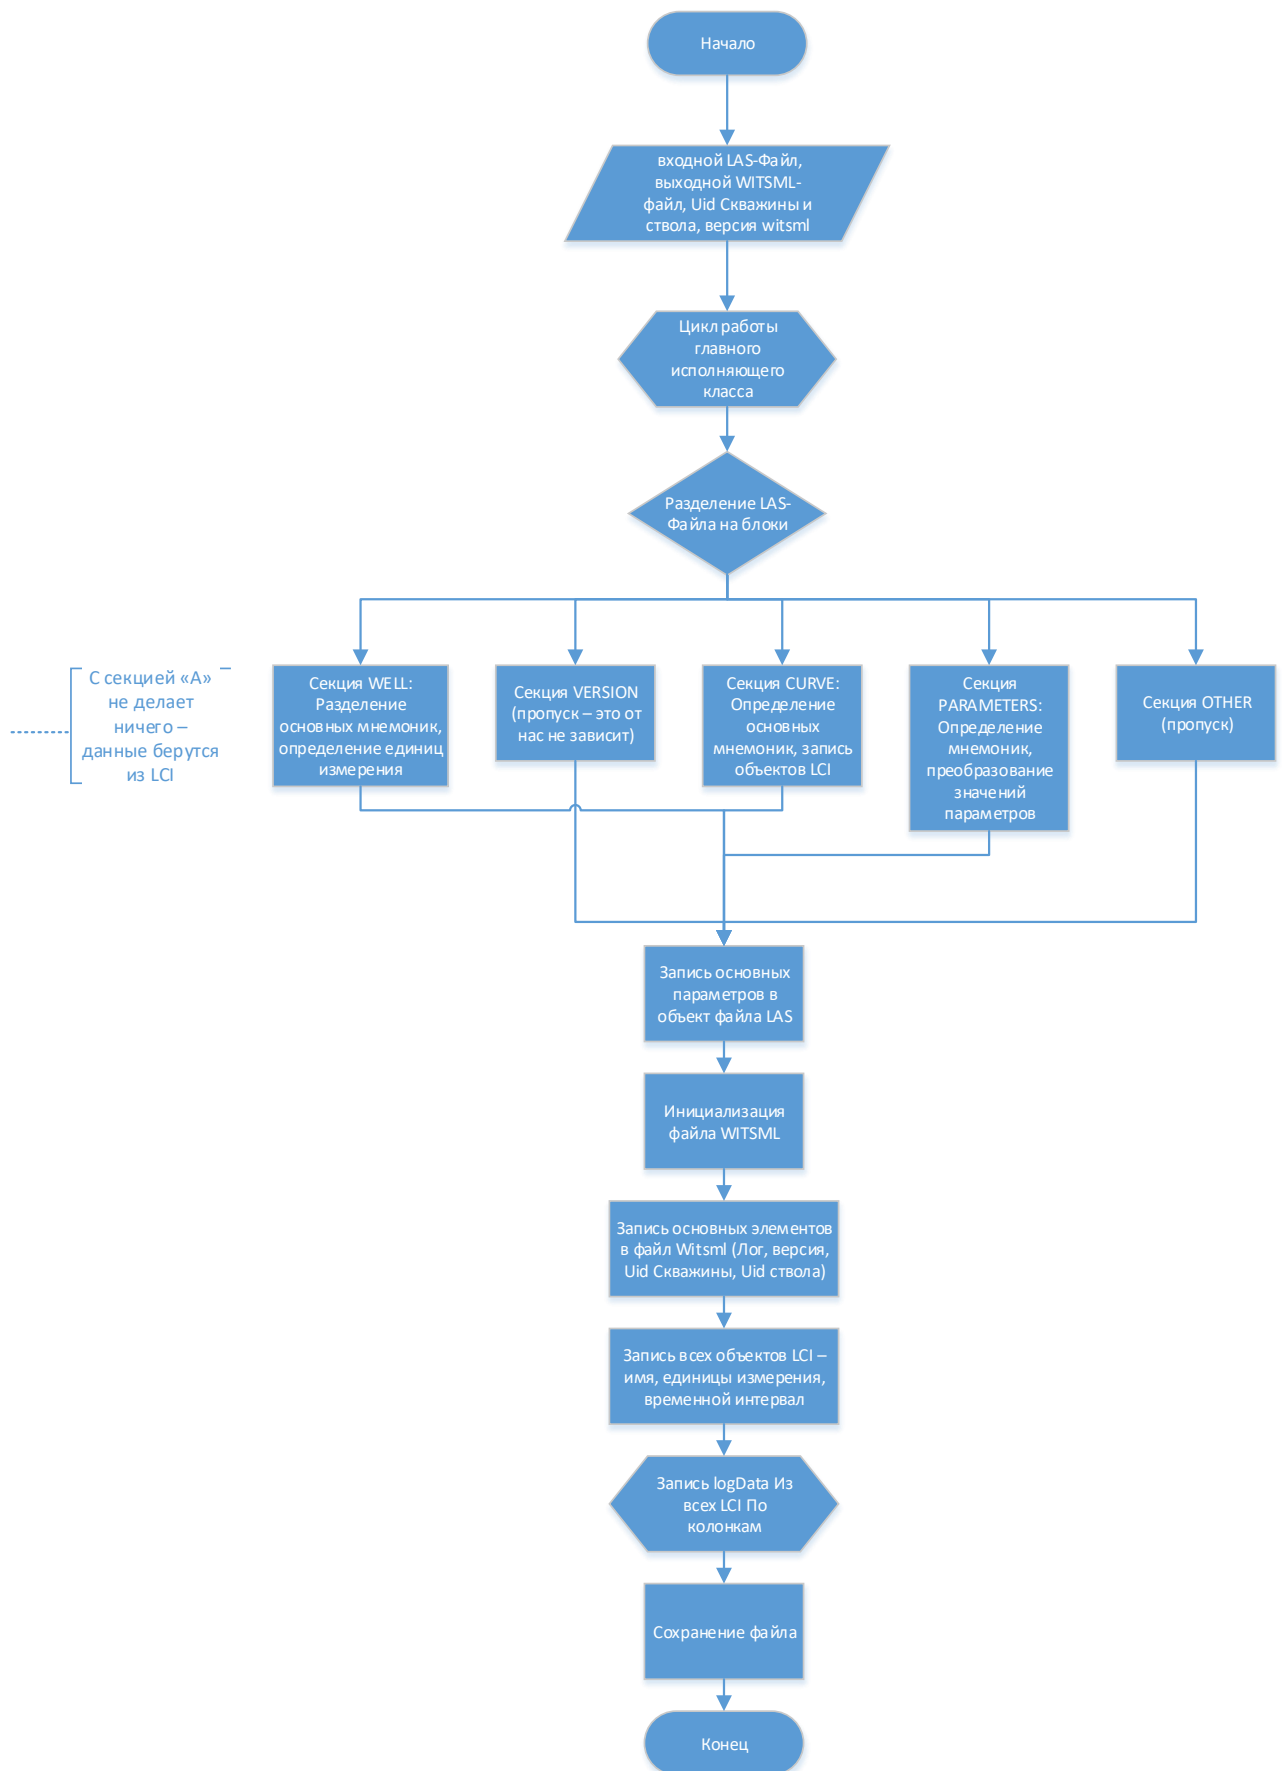 Начало
входной LAS-Файл,
выходной WITSML-
файл, Uid Скважины и
ствола, версия witsml
Цикл работы
главного
исполняющего
класса
Разделение LAS-
Файла на блоки
С секцией «А»
не делает
ничего –
данные берутся
из LCI
Секция WELL:
Разделение
основных мнемоник,
определение единиц
измерения
Секция VERSION
(пропуск – это от
нас не зависит)
Секция CURVE:
Определение
основных
мнемоник, запись
объектов LCI
Секция
PARAMETERS:
Определение
мнемоник,
преобразование
значений
параметров
Секция OTHER
(пропуск)
Запись основных
параметров в
объект файла LAS
Инициализация
файла WITSML
Запись основных элементов
в файл Witsml (Лог, версия,
Uid Скважины, Uid ствола)
Запись всех объектов LCI –
имя, единицы измерения,
временной интервал
Запись logData Из
всех LCI По
колонкам
Сохранение файла
Конец